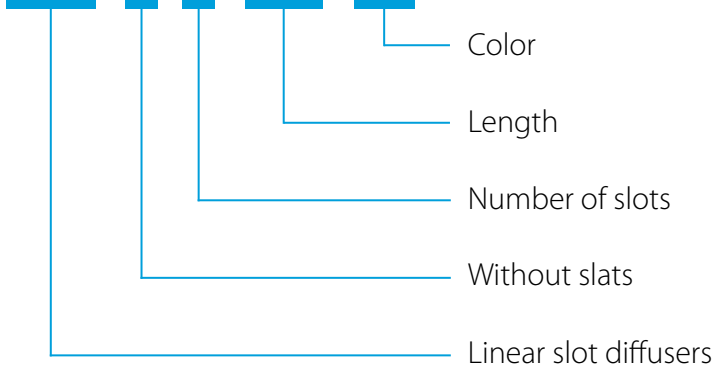 Color
Length
Number of slots
Without slats
Linear slot diffusers